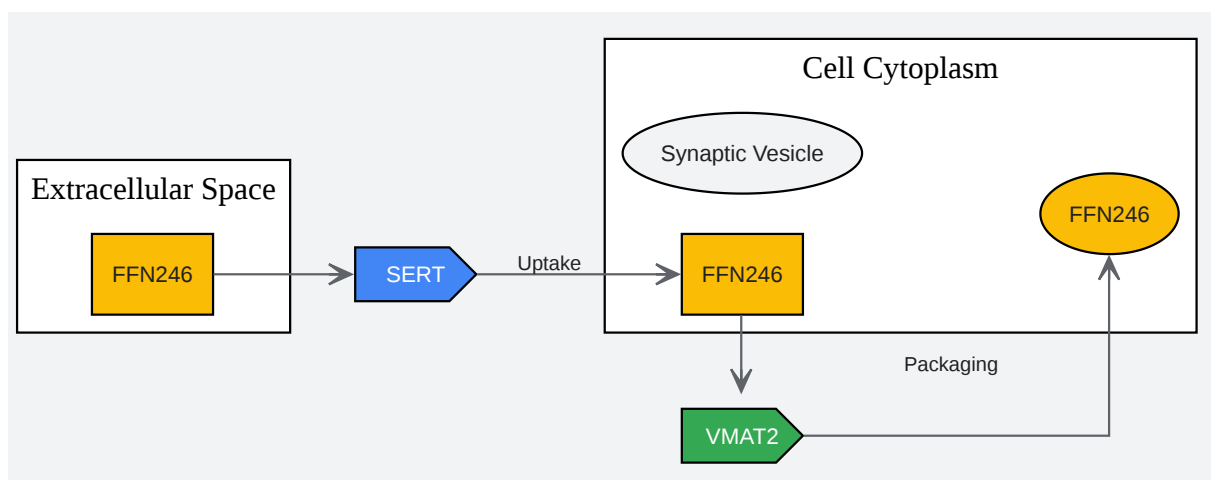 Cell Cytoplasm
Synaptic Vesicle
Extracellular Space
FFN246
FFN246
SERT
Uptake
FFN246
Packaging
VMAT2